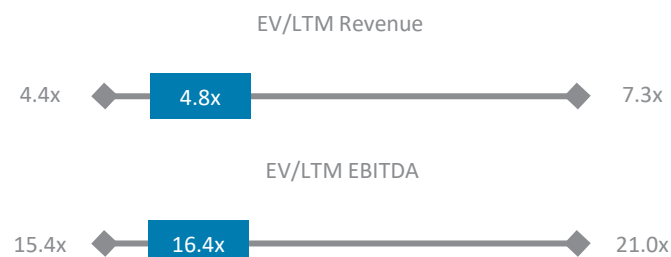 EV/LTM Revenue
4.4x 4.8x 7.3x
EV/LTM EBITDA
15.4x 16.4x 21.0x